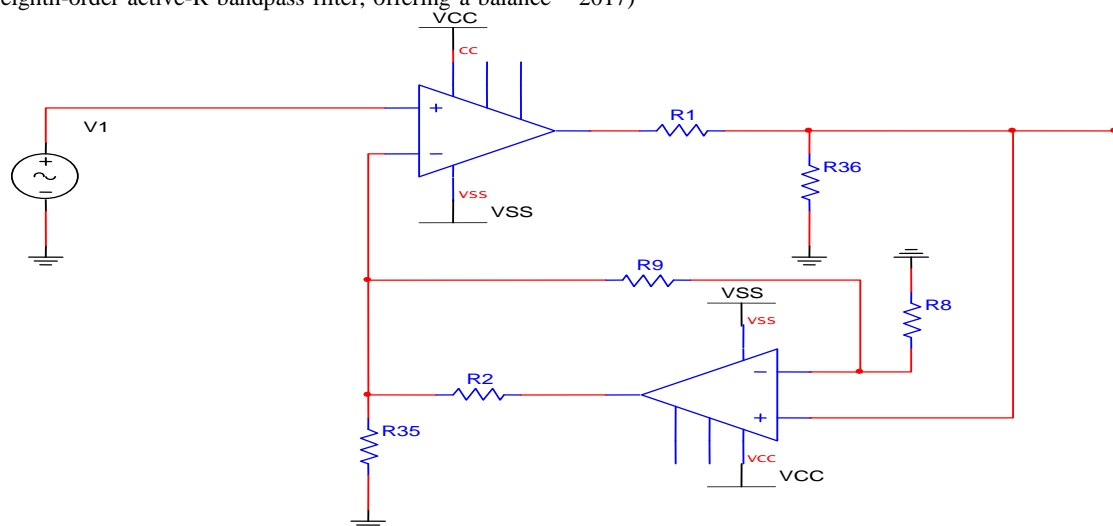 eighth-order active-R bandpass filter, offering a balance 2017)
VCC
CC
V1
+
−
+
−
R1
R36
VSS
VSS
R9
VSS
VSS
R8
R2
−
+
R35
VCC
VCC